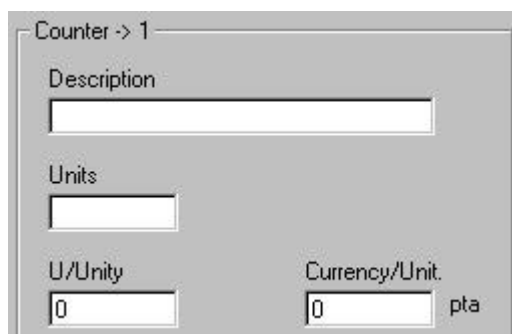 Counter -> 1
Description
Units
U/Unity Currency/Unit.
0 0 pta